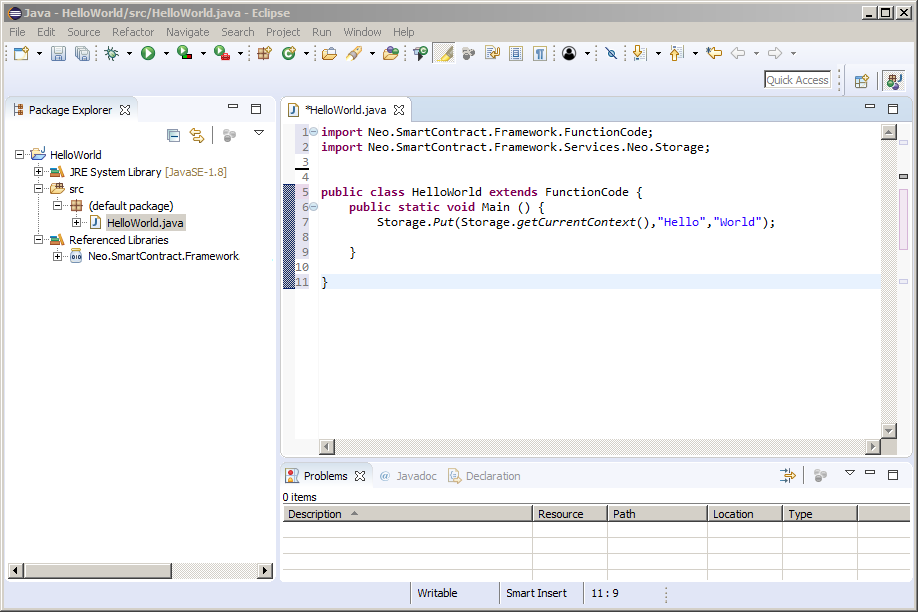 Java - HelloWorld/src/HelloWorld.java - Eclipse
File Edit Source Refactor Navigate Search Project Run Window Help
Quick Access
Package Explorer
*HelloWorld.java
HelloWorld
JRE System Library [JavaSE-1.8]
src
(default package)
HelloWorld.java
Referenced Libraries
Neo.SmartContract.Framework
1 import Neo.SmartContract.Framework.FunctionCode;
2 import Neo.SmartContract.Framework.Services.Neo.Storage;
3
4
5 public class HelloWorld extends FunctionCode {
6 public static void Main () {
7 Storage.Put(Storage.getCurrentContext(),"Hello","World");
8
9 }
10
11 }
Problems @ Javadoc Declaration
0 items
Description Resource Path Location Type
Writable Smart Insert 11 : 9